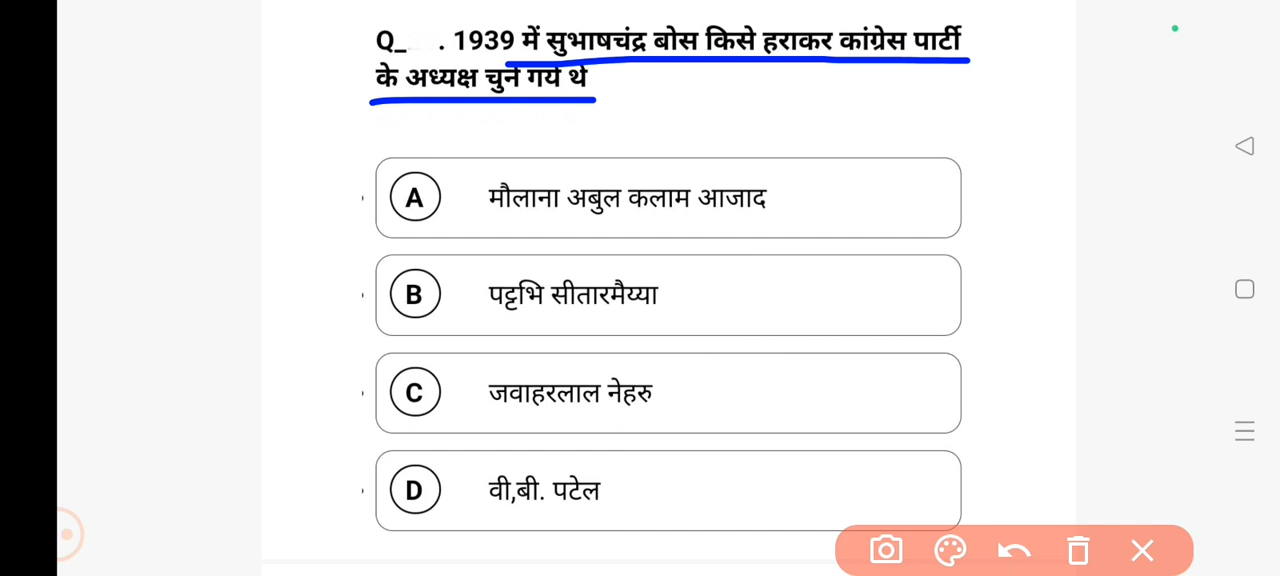 Q_ . 1939 में सुभाषचंद्र बोस किसे हराकर कांग्रेस पार्टी
के अध्यक्ष चुने गये थे
A मौलाना अबुल कलाम आजाद
B पट्टभि सीतारमैय्या
C जवाहरलाल नेहरु
D वी,बी. पटेल